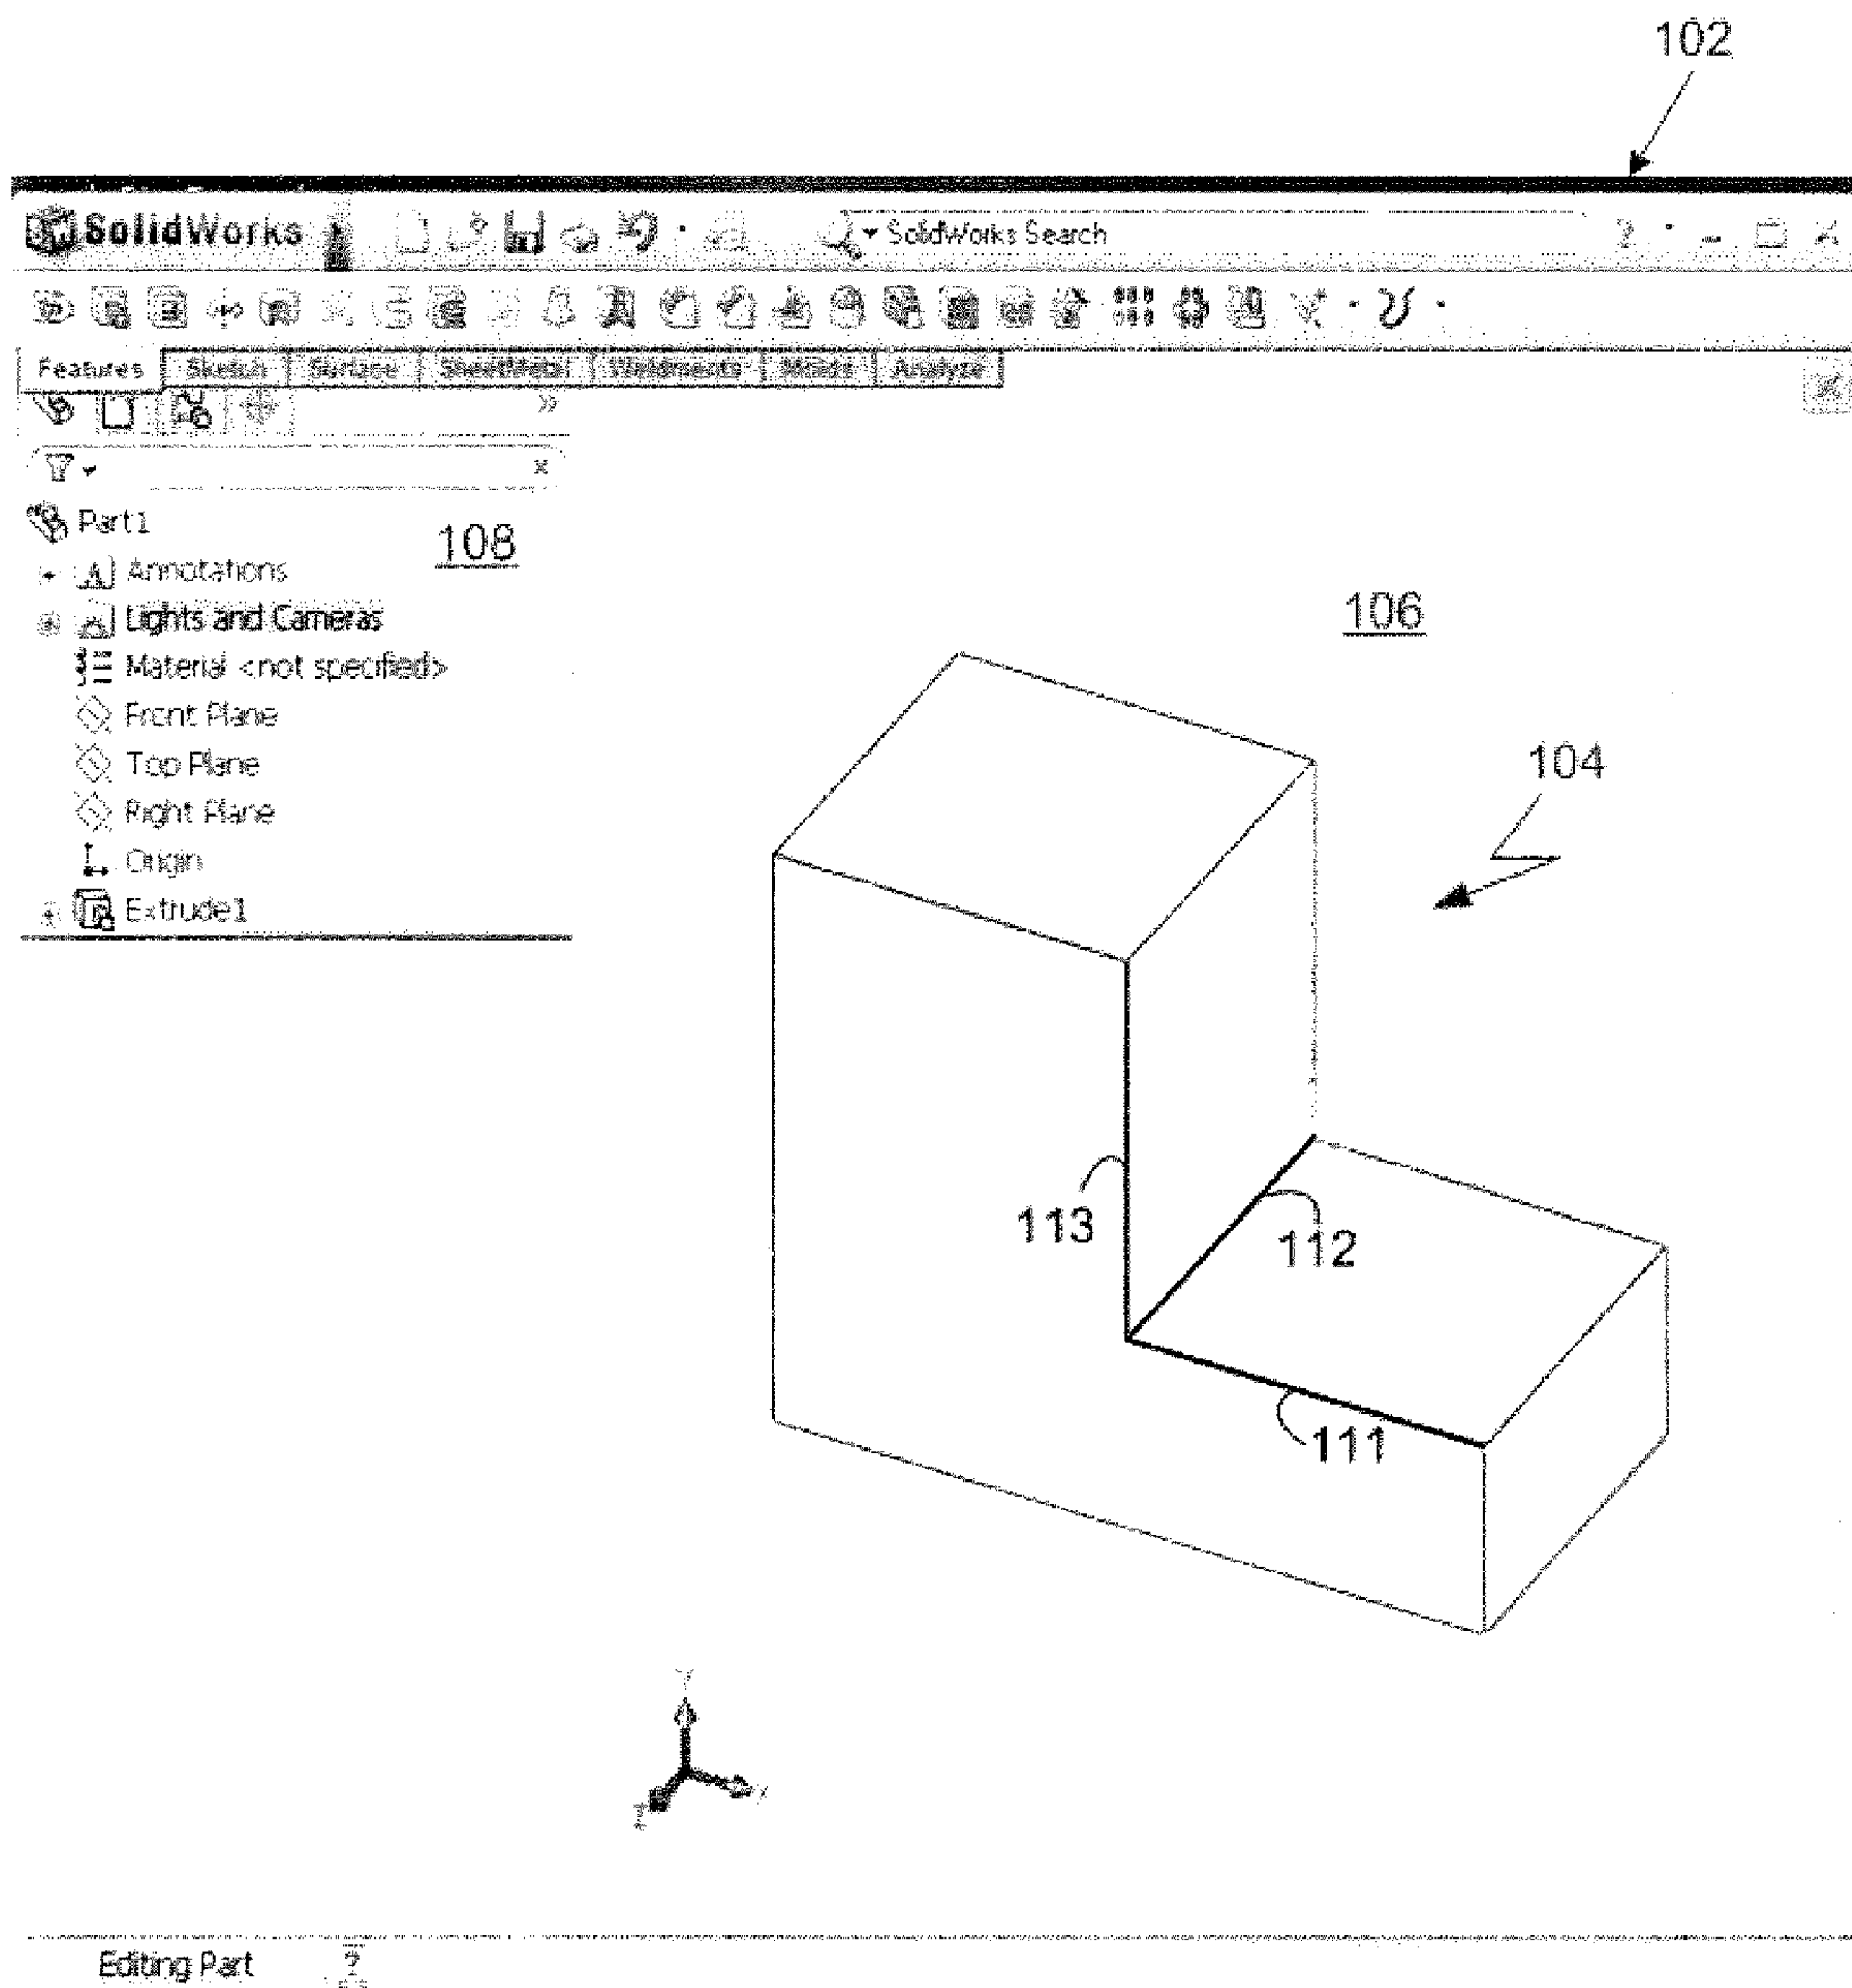 102
SolidWorks
SolidWorks Search
?
Features Sketch Surface SheetMetal Weldments Molds Analyze
»
x
Part1
108
A Annotations
Lights and Cameras
106
Material <not specified>
Front Plane
Top Plane
104
Right Plane
Origin
Extrude1
113
112
111
Y
X
Z
Editing Part
?